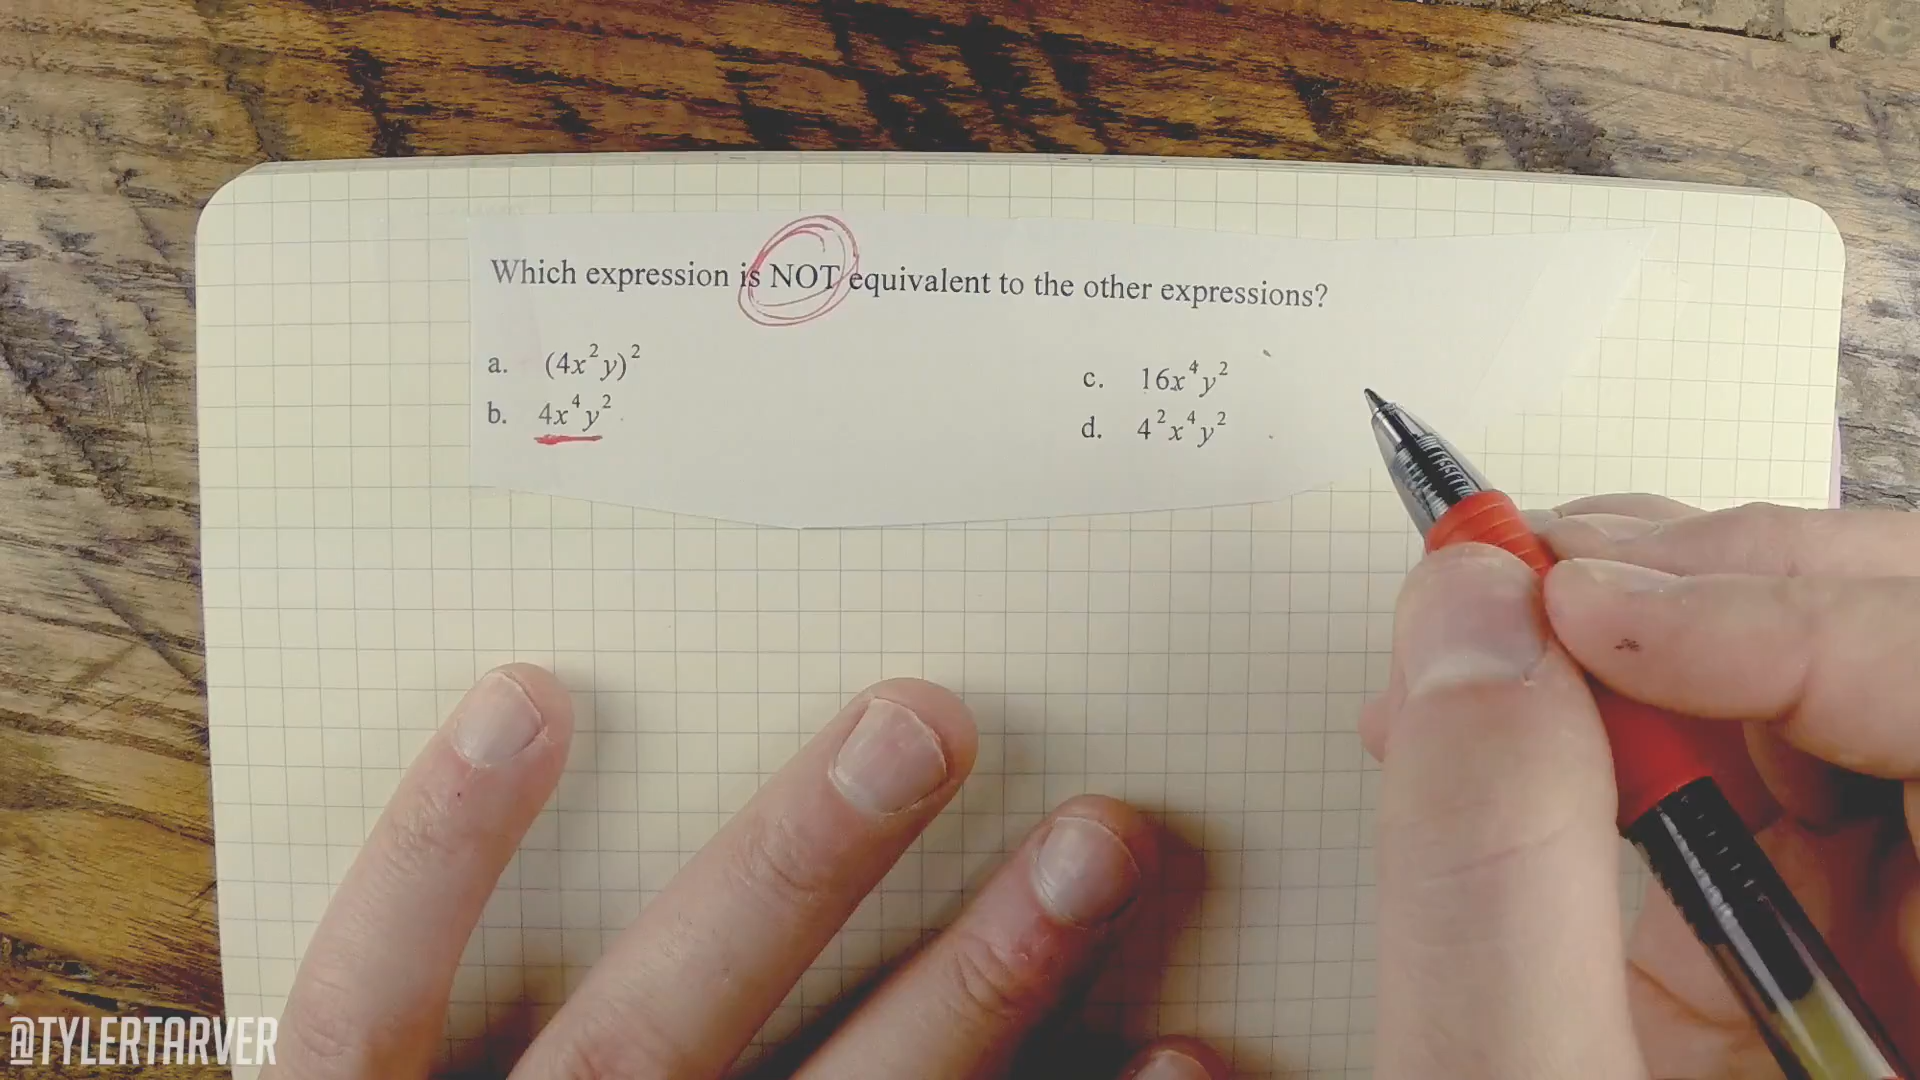 Which expression is NOT equivalent to the other expressions?
a. (4x²y)²
b. 4x⁴y²
c. 16x⁴y²
d. 4²x⁴y²
@TYLERTARVER